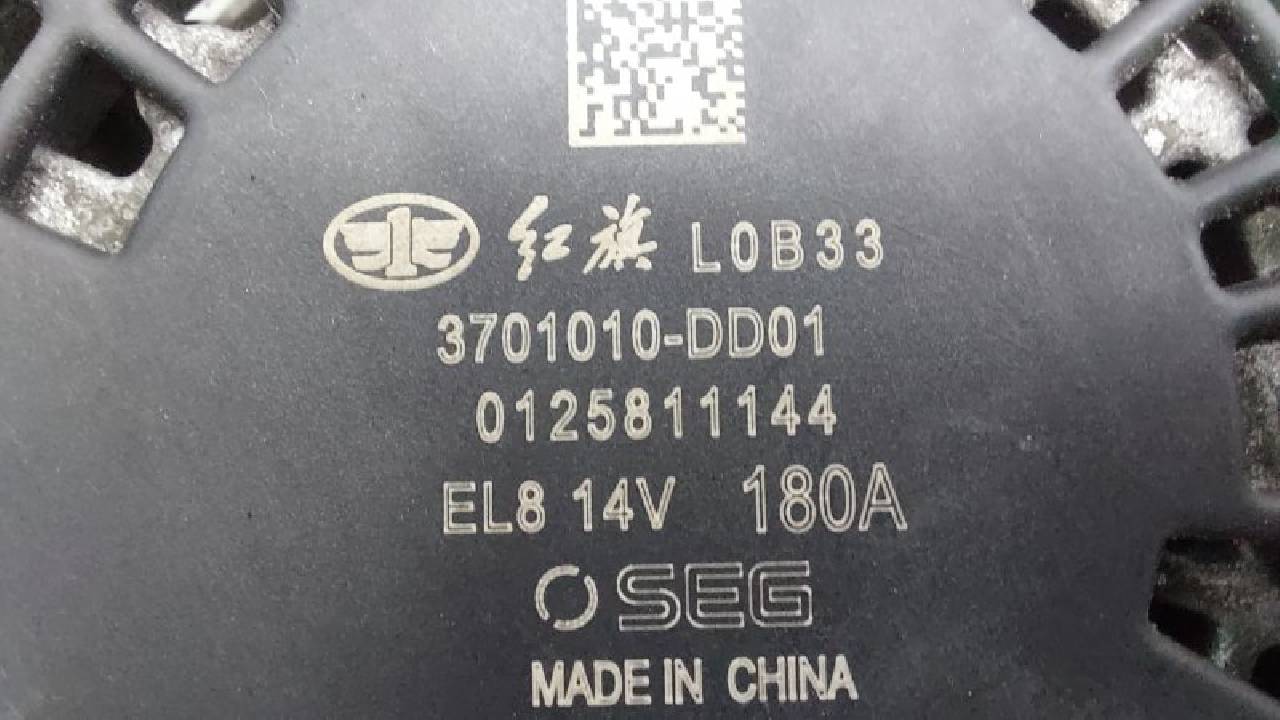 红旗 L0B33
3701010-DD01
0125811144
EL8 14V 180A
SEG
MADE IN CHINA